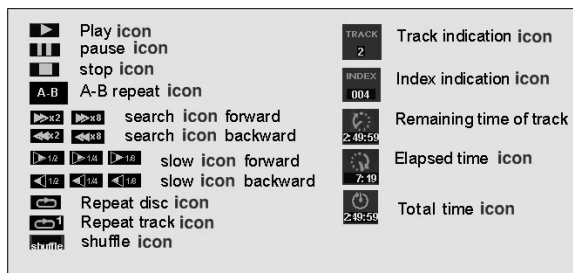 Play icon
pause icon
stop icon
A-B A-B repeat icon
x2 x8 search icon forward
x2 x8 search icon backward
1/2 1/4 1/8 slow icon forward
1/2 1/4 1/8 slow icon backward
Repeat disc icon
1 Repeat track icon
shuffle shuffle icon
TRACK
2
Track indication icon
INDEX
004
Index indication icon
2:49:59
Remaining time of track
7:19
Elapsed time icon
2:49:59
Total time icon